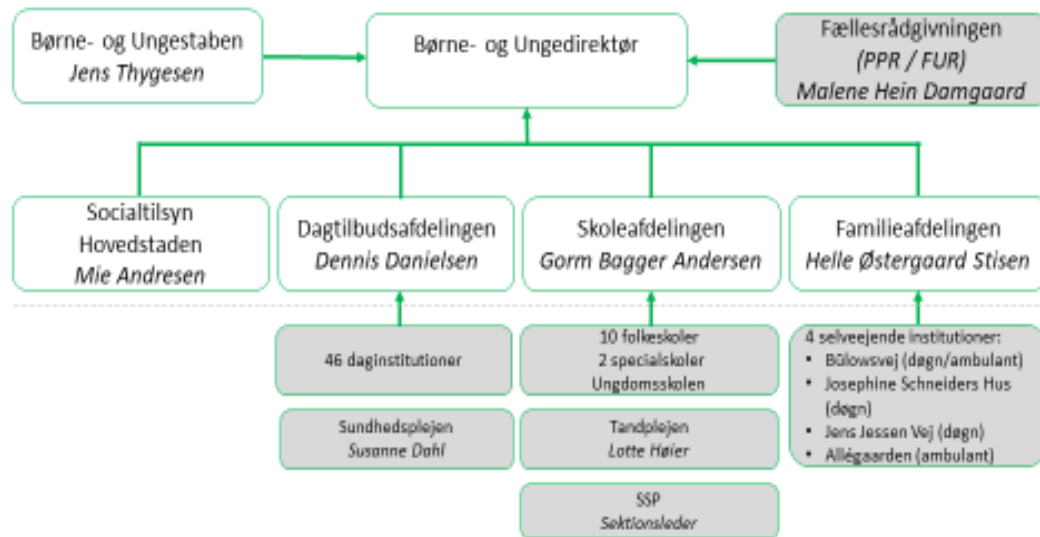 Børne- og Ungestaben
Jens Thygesen
Børne- og Ungedirektør
Fællesrådgivningen
(PPR / FUR)
Malene Hein Damgaard
Socialtilsyn
Hovedstaden
Mie Andresen
Dagtilbudsafdelingen
Dennis Danielsen
Skoleafdelingen
Gorm Bagger Andersen
Familieafdelingen
Helle Østergaard Stisen
46 daginstitutioner
Sundhedsplejen
Susanne Dahl
10 folkeskoler
2 specialskoler
Ungdomsskolen
Tandplejen
Lotte Høier
SSP
Sektionsleder
4 selvejende institutioner:
• Bülowsvej (døgn/ambulant)
• Josephine Schneiders Hus
(døgn)
• Jens Jessen Vej (døgn)
• Allégaarden (ambulant)